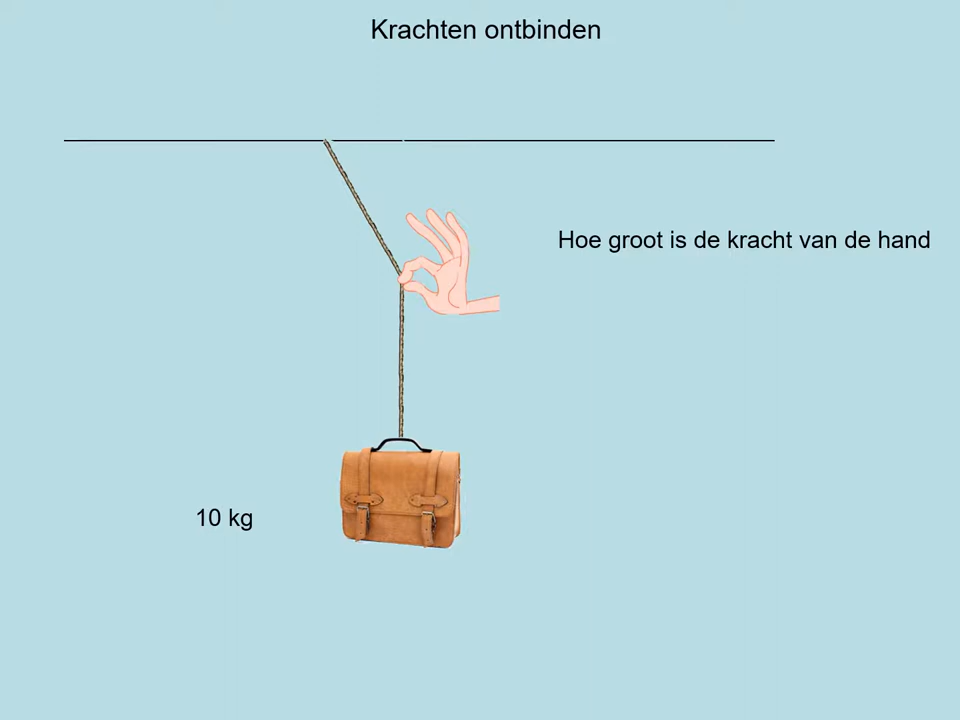 Krachten ontbinden
Hoe groot is de kracht van de hand
10 kg